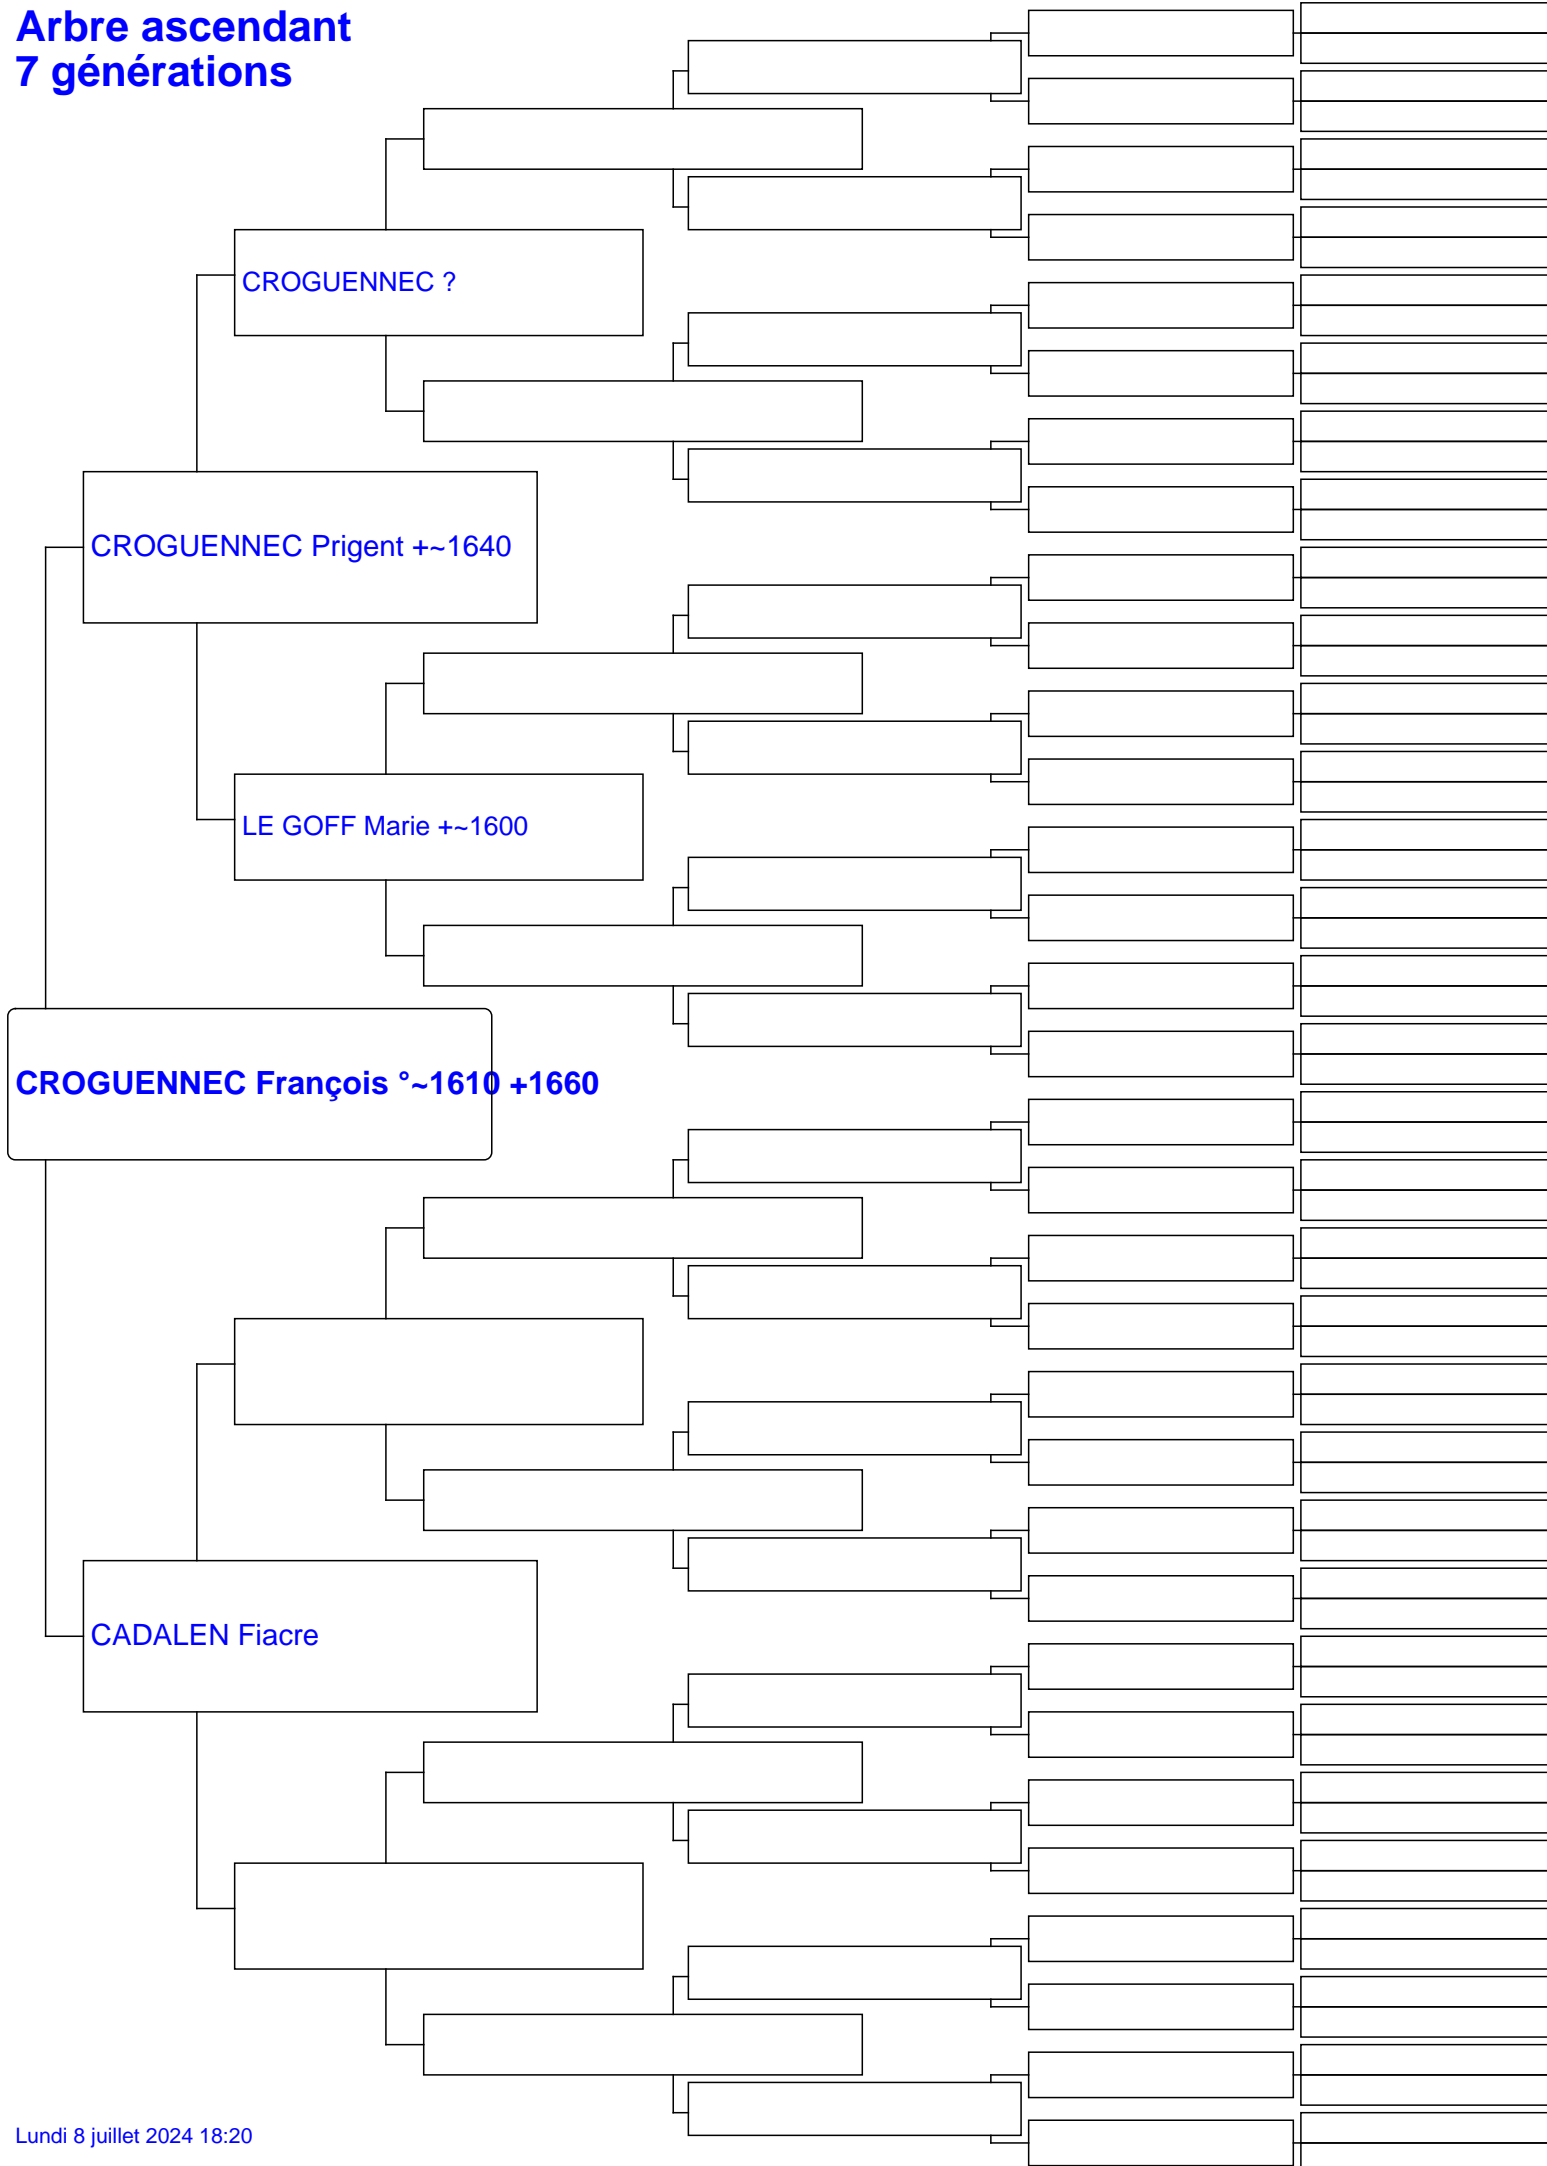 Arbre ascendant
7 générations
CROGUENNEC ?
CROGUENNEC Prigent +~1640
LE GOFF Marie +~1600
CROGUENNEC François °~1610 +1660
CADALEN Fiacre
Lundi 8 juillet 2024 18:20